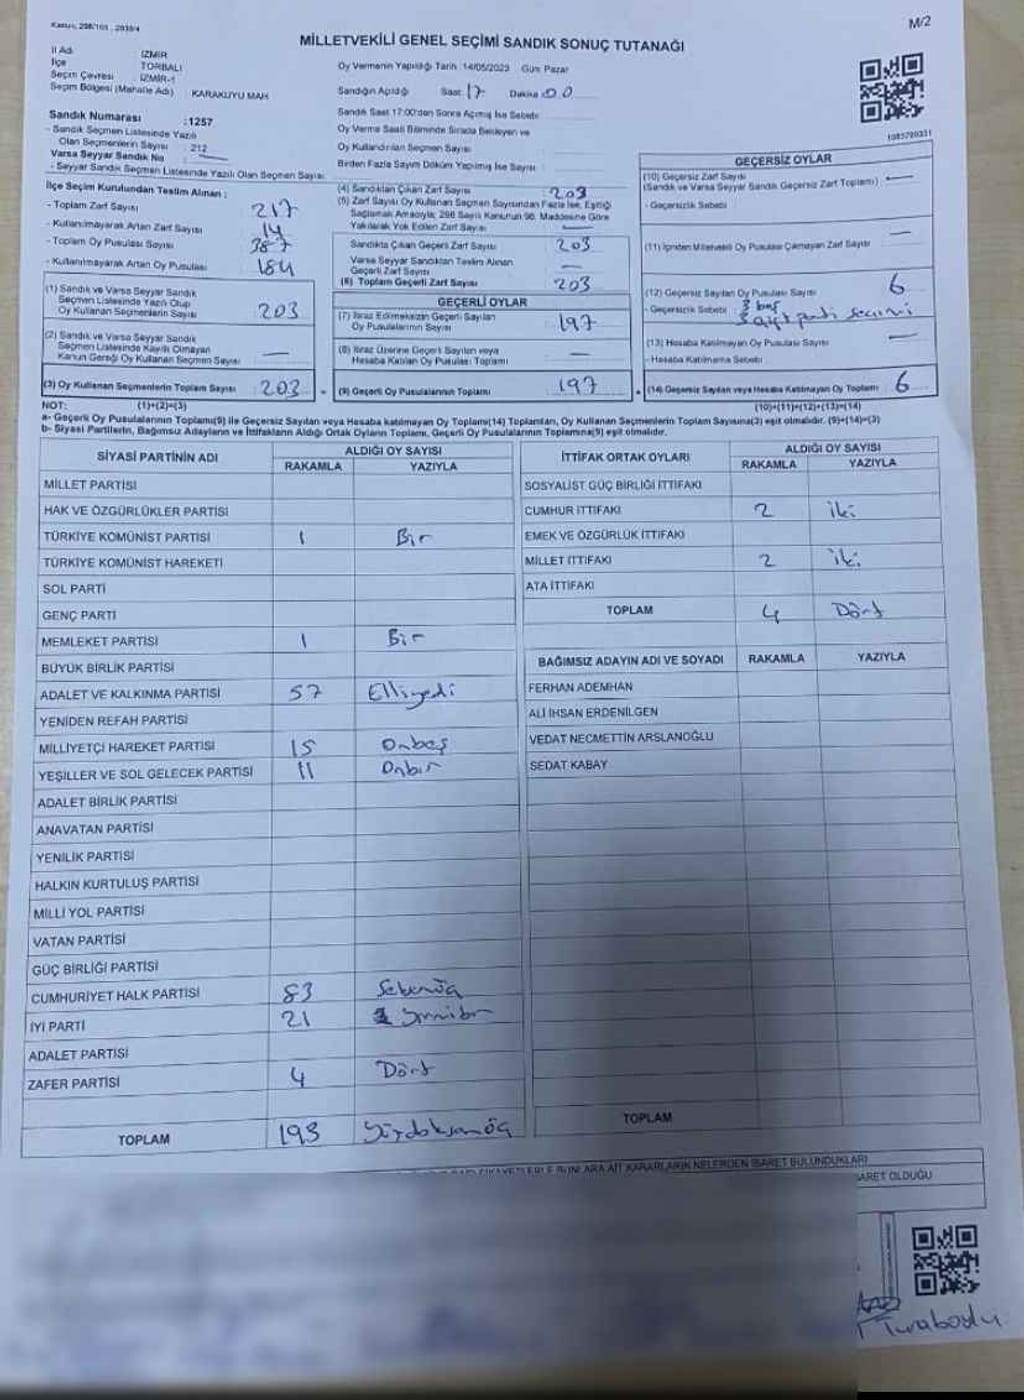 M/2
MİLLETVEKİLİ GENEL SEÇİMİ SANDIK SONUÇ TUTANAĞI
İl Adı : İZMİR
İlçe TORBALI
Seçim Çevresi İZMİR-1
Seçim Bölgesi (Mahalle Adı) KARAKUYU MAH
Oy Vermenin Yapıldığı Tarih 14/05/2023 Gün: Pazar
Sandığın Açıldığı Saat 17 Dakika 00
Sandık Saat 17:00'den Sonra Açılmış İse Sebebi
Oy Verme Saati Bitiminde Sırada Bekleyen ve
Oy Kullandırılan Seçmen Sayısı
Birden Fazla Sayım Döküm Yapılmış İse Sayısı
Sandık Numarası :1257
- Sandık Seçmen Listesinde Yazılı
Olan Seçmenlerin Sayısı : 212
Varsa Seyyar Sandık No
- Seyyar Sandık Seçmen Listesinde Yazılı Olan Seçmen Sayısı:
İlçe Seçim Kurulundan Teslim Alınan :
- Toplam Zarf Sayısı 217
- Kullanılmayarak Artan Zarf Sayısı 14
- Toplam Oy Pusulası Sayısı 387
- Kullanılmayarak Artan Oy Pusulası 184
(1) Sandık ve Varsa Seyyar Sandık
Seçmen Listesinde Yazılı Olup
Oy Kullanan Seçmenlerin Sayısı 203
(2) Sandık ve Varsa Seyyar Sandık
Seçmen Listesinde Kayıtlı Olmayan
Kanun Gereği Oy Kullanan Seçmen Sayısı —
(3) Oy Kullanan Seçmenlerin Toplam Sayısı 203
(4) Sandıktan Çıkan Zarf Sayısı : 203
(5) Zarf Sayısı Oy Kullanan Seçmen Sayısından Fazla İse, Eşitliği
Sağlamak Amacıyla; 298 Sayılı Kanunun 98. Maddesine Göre
Yakılarak Yok Edilen Zarf Sayısı —
Sandıkta Çıkan Geçerli Zarf Sayısı 203
Varsa Seyyar Sandıktan Teslim Alınan
Geçerli Zarf Sayısı —
(6) Toplam Geçerli Zarf Sayısı 203
GEÇERLİ OYLAR
(7) İtiraz Edilmeksizin Geçerli Sayılan
Oy Pusulalarının Sayısı 197
(8) İtiraz Üzerine Geçerli Sayılan veya
Hesaba Katılan Oy Pusulası Toplamı —
(9) Geçerli Oy Pusulalarının Toplamı 197
GEÇERSİZ OYLAR
(10) Geçersiz Zarf Sayısı
(Sandık ve Varsa Seyyar Sandık Geçersiz Zarf Toplamı) —
- Geçersizlik Sebebi
(11) İçinden Milletvekili Oy Pusulası Çıkmayan Zarf Sayısı —
(12) Geçersiz Sayılan Oy Pusulası Sayısı 6
- Geçersizlik Sebebi 3 boş
parti seçimi
(13) Hesaba Katılmayan Oy Pusulası Sayısı —
- Hesaba Katılmama Sebebi
(14) Geçersiz Sayılan veya Hesaba Katılmayan Oy Toplamı 6
NOT: (1)+(2)=(3) (10)+(11)+(12)+(13)=(14)
a- Geçerli Oy Pusulalarının Toplamı(9) ile Geçersiz Sayılan veya Hesaba katılmayan Oy Toplamı(14) Toplamları, Oy Kullanan Seçmenlerin Toplam Sayısına(3) eşit olmalıdır. (9)+(14)=(3)
b- Siyasi Partilerin, Bağımsız Adayların ve İttifakların Aldığı Ortak Oyların Toplamı, Geçerli Oy Pusulalarının Toplamına(9) eşit olmalıdır.
SİYASİ PARTİNİN ADI ALDIĞI OY SAYISI
RAKAMLA YAZIYLA
MİLLET PARTİSİ
HAK VE ÖZGÜRLÜKLER PARTİSİ
TÜRKİYE KOMÜNİST PARTİSİ 1 Bir
TÜRKİYE KOMÜNİST HAREKETİ
SOL PARTİ
GENÇ PARTİ
MEMLEKET PARTİSİ 1 Bir
BÜYÜK BİRLİK PARTİSİ
ADALET VE KALKINMA PARTİSİ 57 Elliyedi
YENİDEN REFAH PARTİSİ
MİLLİYETÇİ HAREKET PARTİSİ 15 Onbeş
YEŞİLLER VE SOL GELECEK PARTİSİ 11 Onbir
ADALET BİRLİK PARTİSİ
ANAVATAN PARTİSİ
YENİLİK PARTİSİ
HALKIN KURTULUŞ PARTİSİ
MİLLİ YOL PARTİSİ
VATAN PARTİSİ
GÜÇ BİRLİĞİ PARTİSİ
CUMHURİYET HALK PARTİSİ 83 Seksenüç
İYİ PARTİ 21 Yirmibir
ADALET PARTİSİ
ZAFER PARTİSİ 4 Dört
TOPLAM 193 Yüzdoksanüç
İTTİFAK ORTAK OYLARI ALDIĞI OY SAYISI
RAKAMLA YAZIYLA
SOSYALİST GÜÇ BİRLİĞİ İTTİFAKI
CUMHUR İTTİFAKI 2 iki
EMEK VE ÖZGÜRLÜK İTTİFAKI
MİLLET İTTİFAKI 2 iki
ATA İTTİFAKI
TOPLAM 4 Dört
BAĞIMSIZ ADAYIN ADI VE SOYADI RAKAMLA YAZIYLA
FERHAN ADEMHAN
ALİ İHSAN ERDENİLGEN
VEDAT NECMETTİN ARSLANOĞLU
SEDAT KABAY
TOPLAM
KARARLARIN NELERDEN İBARET BULUNDUKLARI
OLDUĞU